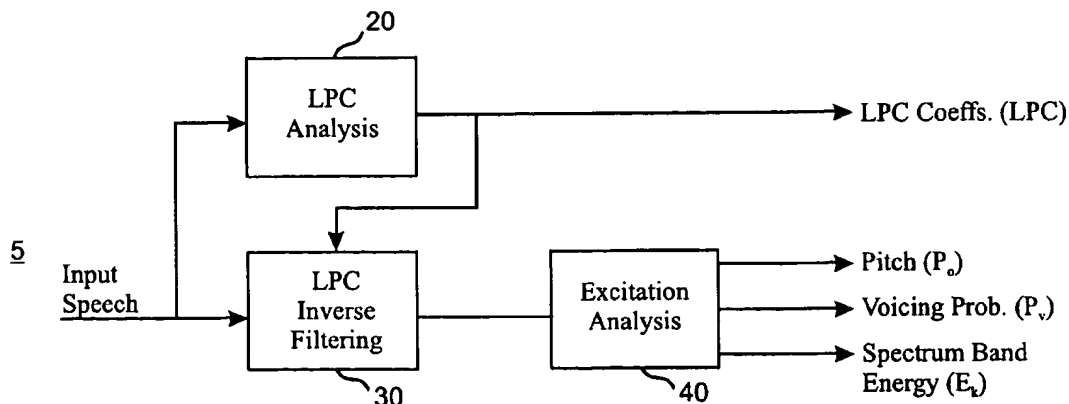 20
LPC
Analysis
LPC Coeffs. (LPC)
5
Input
Speech
LPC
Inverse
Filtering
30
Excitation
Analysis
40
Pitch (Pₒ)
Voicing Prob. (Pᵥ)
Spectrum Band
Energy (Eₖ)